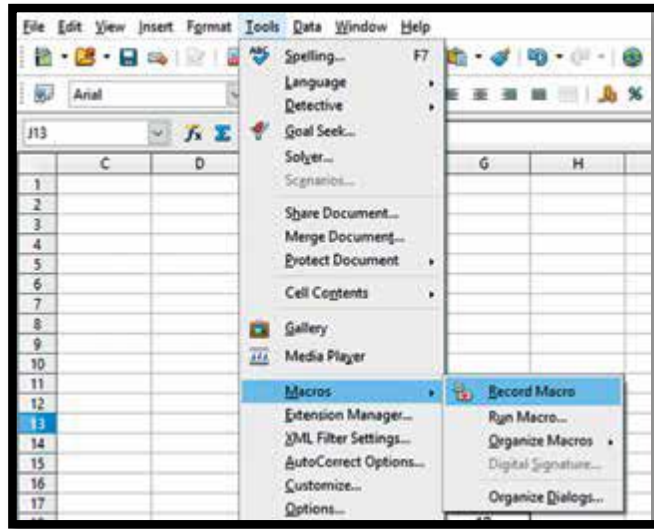 File Edit View Insert Format Tools Data Window Help
ABC Spelling... F7
Arial
Language
Detective
%
J13
fx Σ
Goal Seek...
Solver...
Scenarios...
C D G H
1
2
3
4
5
6
7
8
9
10
11
12
13
14
15
16
17
Share Document...
Merge Document...
Protect Document
Cell Contents
Gallery
Media Player
Macros
Extension Manager...
XML Filter Settings...
AutoCorrect Options...
Customize...
Options...
Record Macro
Run Macro...
Organize Macros
Digital Signature...
Organize Dialogs...